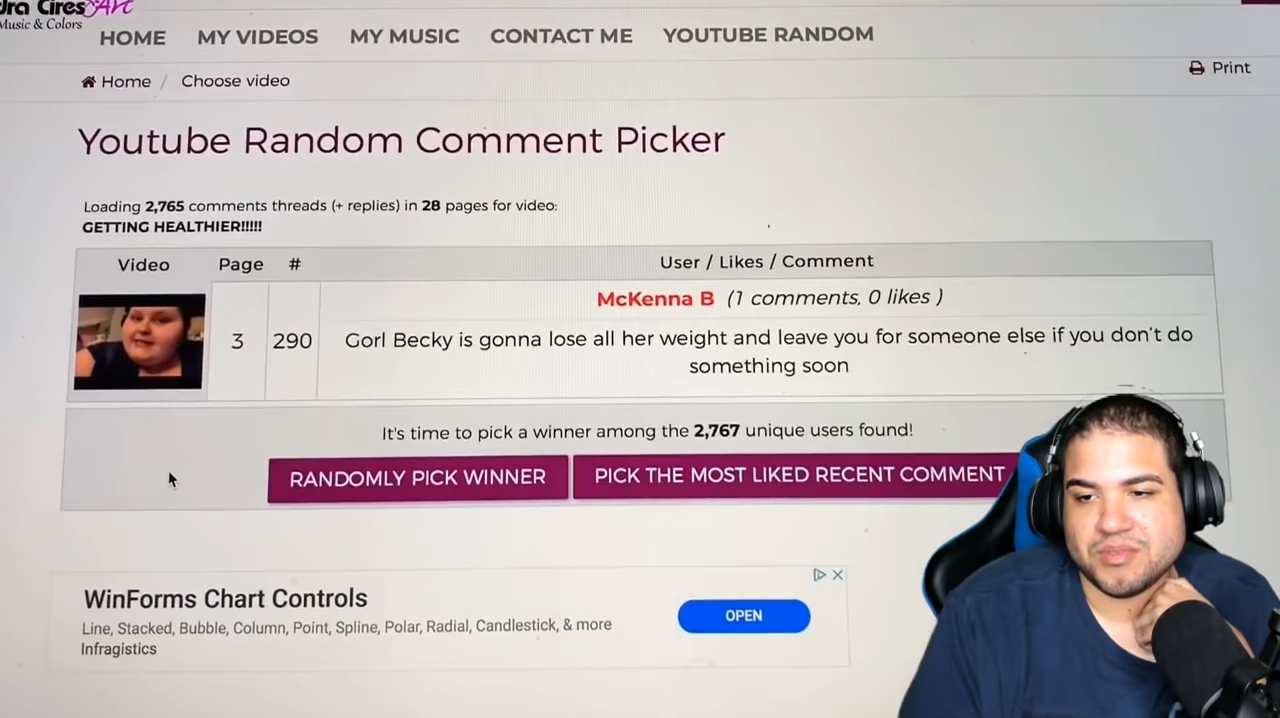 Cires Art
Music & Colors
HOME MY VIDEOS MY MUSIC CONTACT ME YOUTUBE RANDOM
Home / Choose video
Print
Youtube Random Comment Picker
Loading 2,765 comments threads (+ replies) in 28 pages for video:
GETTING HEALTHIER!!!!!
Video Page # User / Likes / Comment
McKenna B (1 comments, 0 likes )
3 290 Gorl Becky is gonna lose all her weight and leave you for someone else if you don't do
something soon
It's time to pick a winner among the 2,767 unique users found!
RANDOMLY PICK WINNER PICK THE MOST LIKED RECENT COMMENT
WinForms Chart Controls
Line, Stacked, Bubble, Column, Point, Spline, Polar, Radial, Candlestick, & more
Infragistics
OPEN